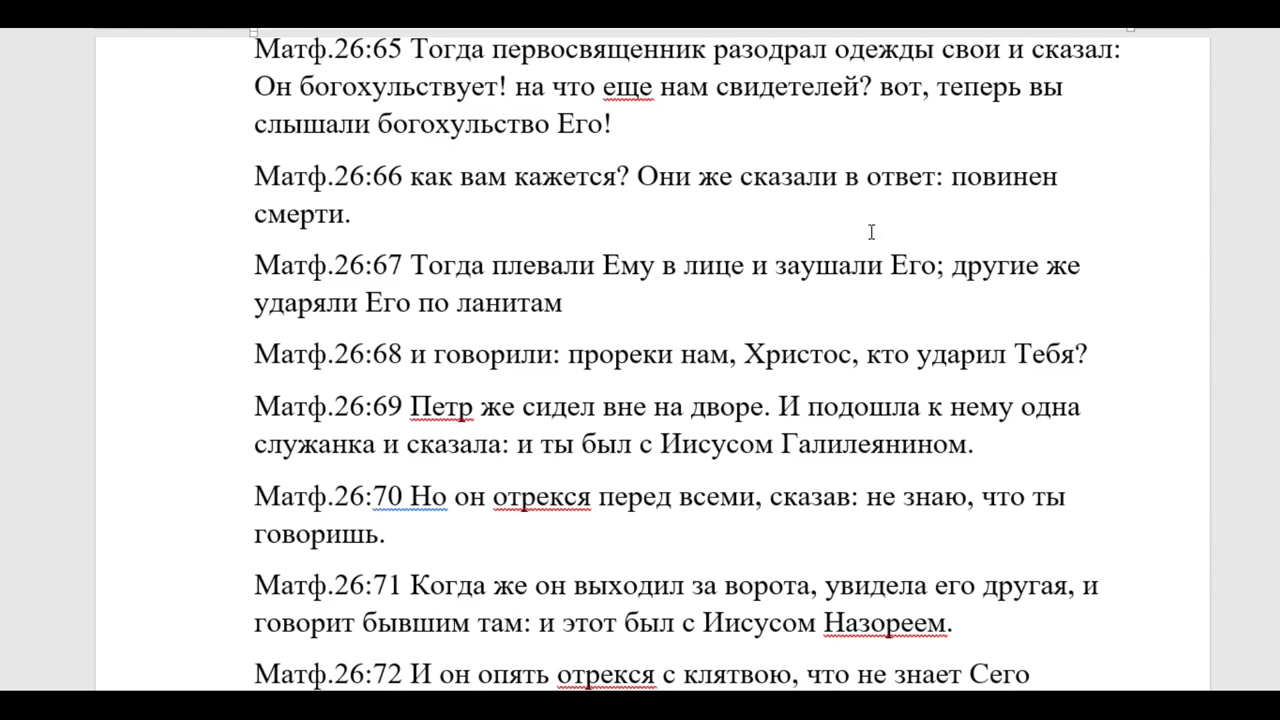 Матф.26:65 Тогда первосвященник разодрал одежды свои и сказал:
Он богохульствует! на что еще нам свидетелей? вот, теперь вы
слышали богохульство Его!
Матф.26:66 как вам кажется? Они же сказали в ответ: повинен
смерти.
Матф.26:67 Тогда плевали Ему в лице и заушали Его; другие же
ударяли Его по ланитам
Матф.26:68 и говорили: прореки нам, Христос, кто ударил Тебя?
Матф.26:69 Петр же сидел вне на дворе. И подошла к нему одна
служанка и сказала: и ты был с Иисусом Галилеянином.
Матф.26:70 Но он отрекся перед всеми, сказав: не знаю, что ты
говоришь.
Матф.26:71 Когда же он выходил за ворота, увидела его другая, и
говорит бывшим там: и этот был с Иисусом Назореем.
Матф.26:72 И он опять отрекся с клятвою, что не знает Сего